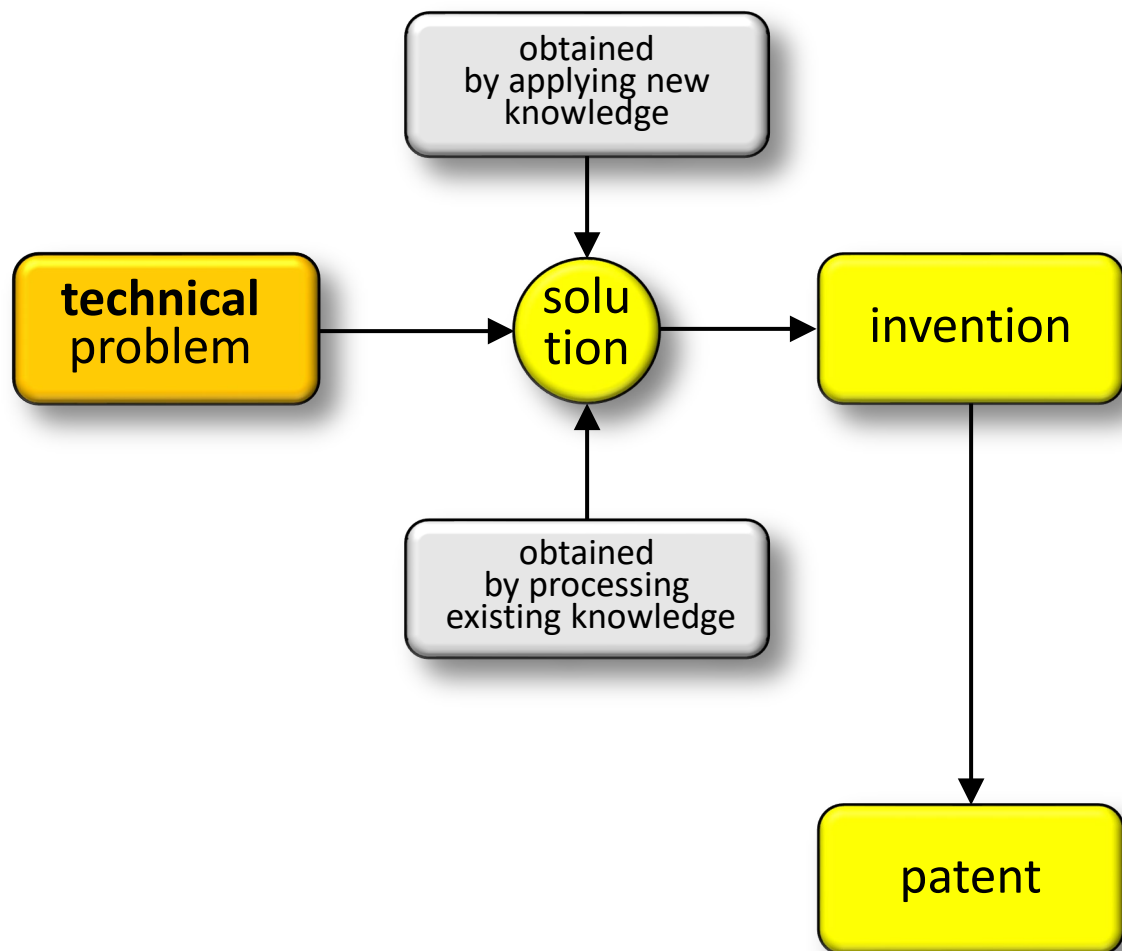 obtained
by applying new
knowledge
technical
problem
solu
tion
invention
obtained
by processing
existing knowledge
patent